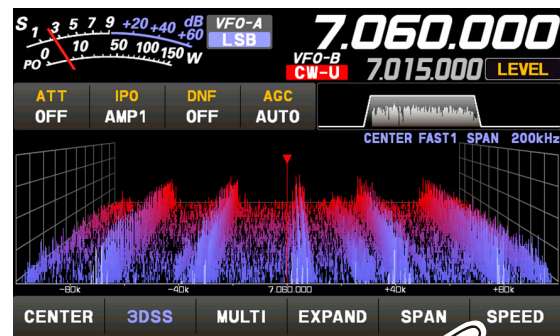 S 1 3 5 7 9 +20 +40 +60 dB
VFO-A
LSB
7.060.000
PO 0 10 50 100 150 W
VFO-B
CW-U
7.015.000
LEVEL
ATT IPO DNF AGC
OFF AMP1 OFF AUTO
CENTER FAST1 SPAN 200kHz
-80k -40k 7.060.000 +40k +80k
CENTER 3DSS MULTI EXPAND SPAN SPEED